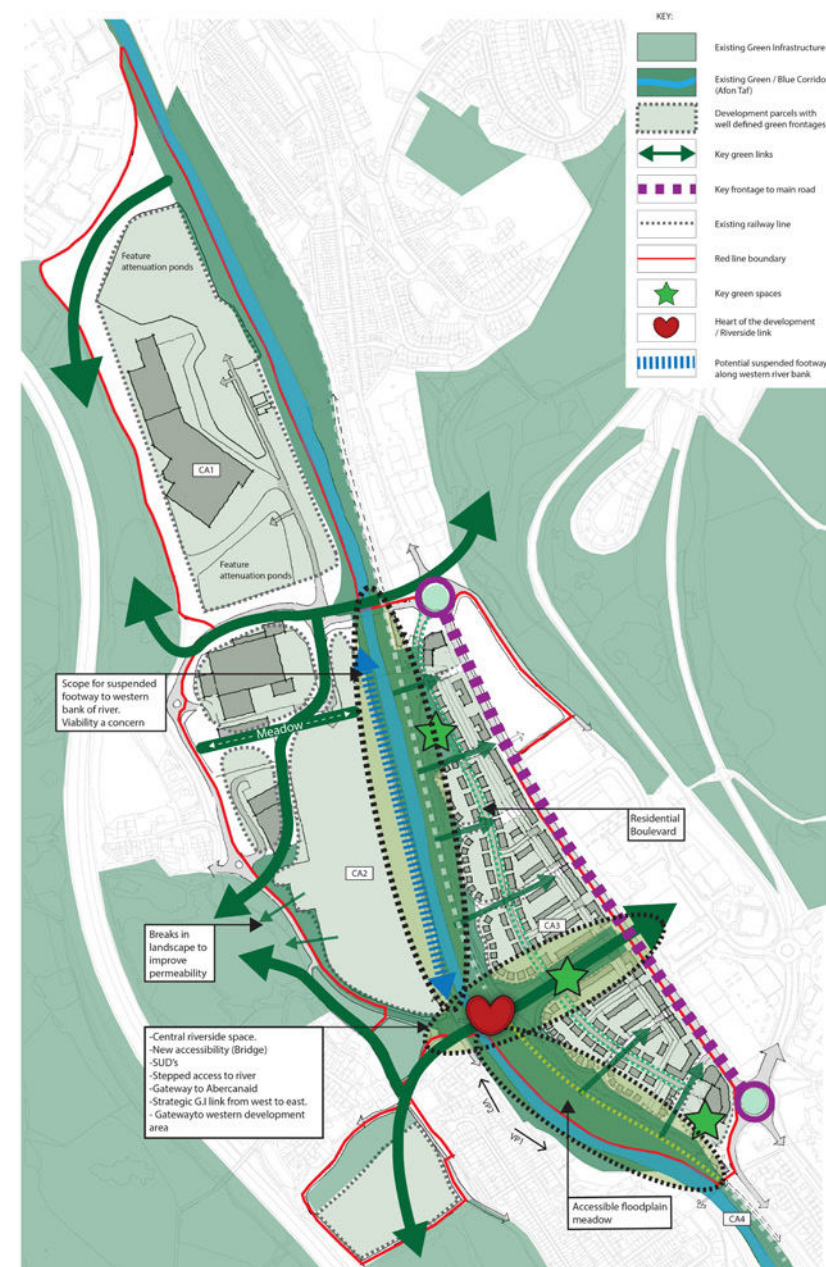 KEY:
Existing Green Infrastructure
Existing Green / Blue Corrido
(Afon Taf)
Development parcels with
well defined green frontages
Key green links
Key frontage to main road
Existing railway line
Red line boundary
Key green spaces
Heart of the development
/ Riverside link
Potential suspended footway
along western river bank
Feature
attenuation ponds
CA1
Feature
attenuation ponds
Scope for suspended
footway to western
bank of river.
Viability a concern
Meadow
Residential
Boulevard
CA2
CA3
Breaks in
landscape to
improve
permeability
-Central riverside space.
-New accessibility (Bridge)
-SUD's
-Stepped access to river
-Gateway to Abercanaid
-Strategic G.I link from west to east.
- Gatewayto western development
area
VP2
VP1
Accessible floodplain
meadow
CA4